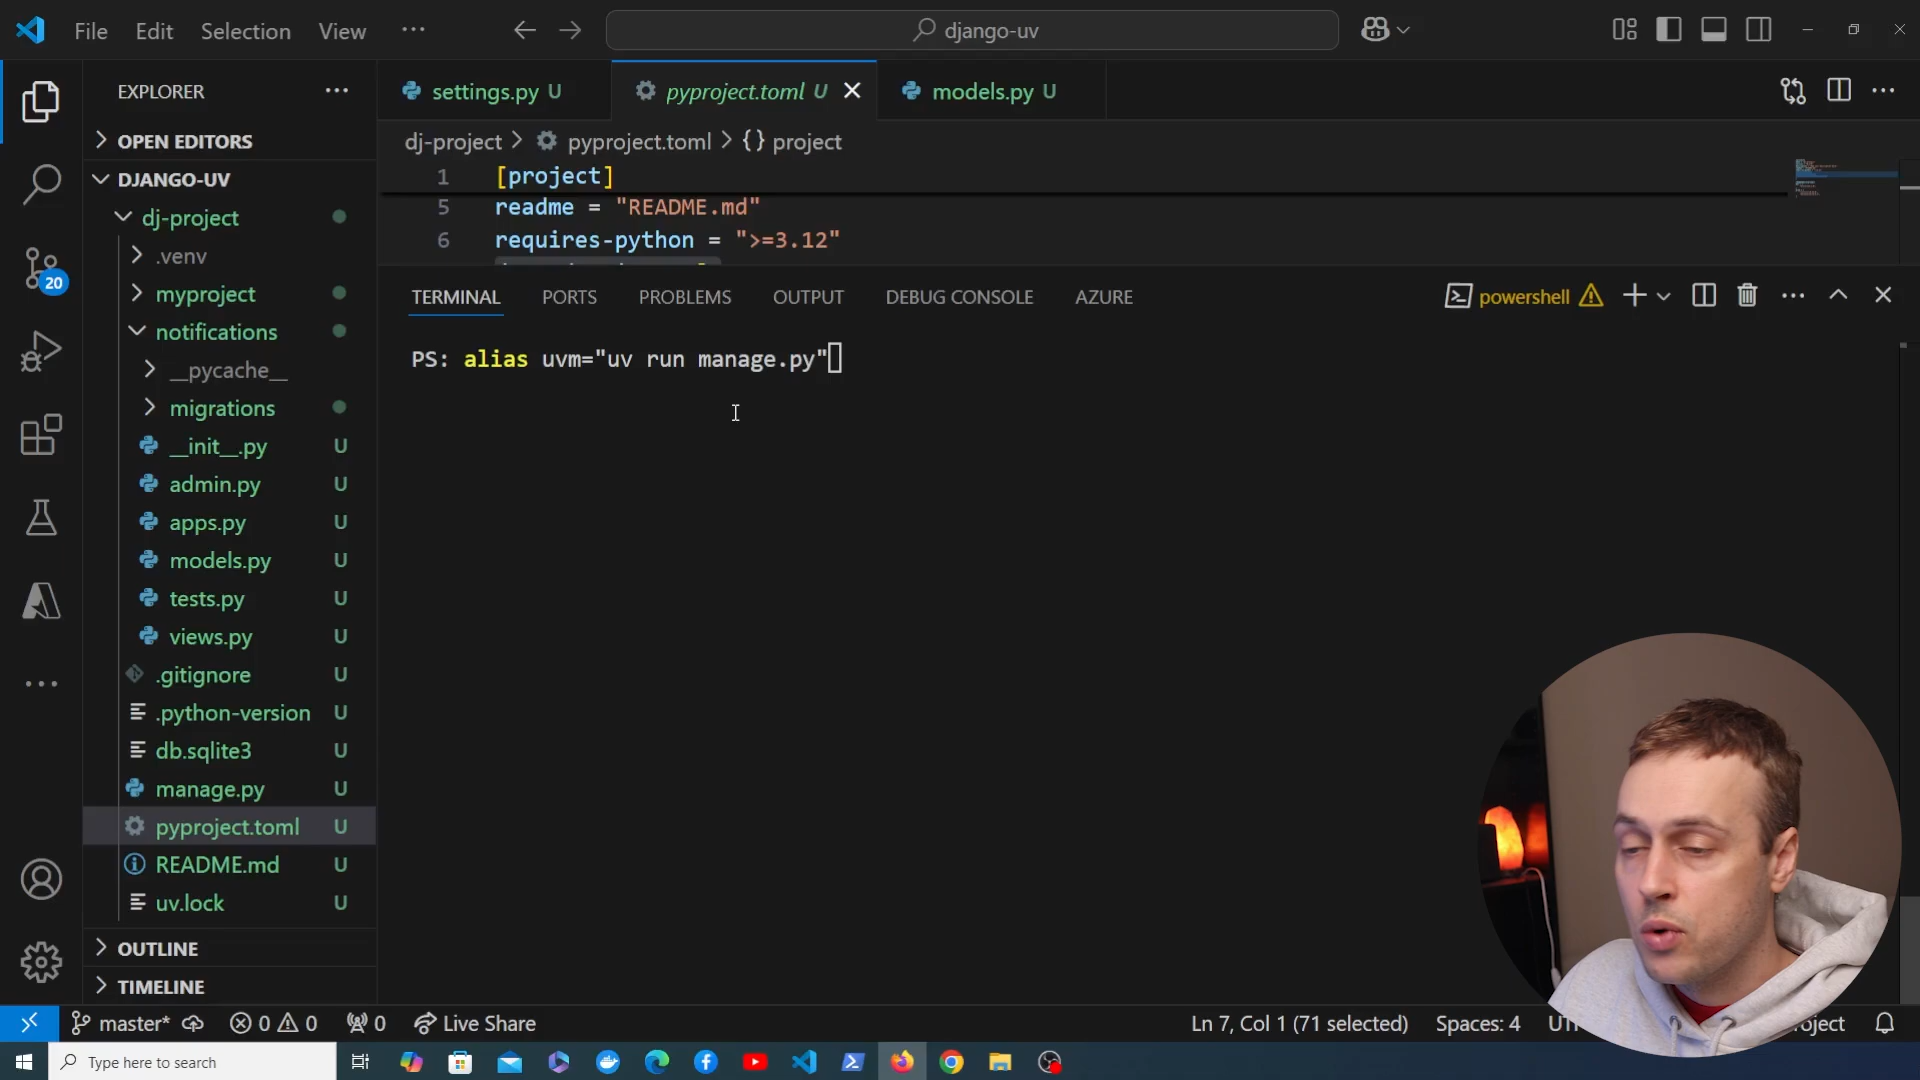 File Edit Selection View ··· django-uv
EXPLORER ···
OPEN EDITORS
DJANGO-UV
dj-project
.venv
myproject
notifications
__pycache__
migrations
__init__.py U
admin.py U
apps.py U
models.py U
tests.py U
views.py U
.gitignore U
.python-version U
db.sqlite3 U
manage.py U
pyproject.toml U
README.md U
uv.lock U
OUTLINE
TIMELINE
20
settings.py U pyproject.toml U models.py U
dj-project > pyproject.toml > {} project
1 [project]
5 readme = "README.md"
6 requires-python = ">=3.12"
TERMINAL PORTS PROBLEMS OUTPUT DEBUG CONSOLE AZURE powershell
PS: alias uvm="uv run manage.py"
master* 0 0 0 Live Share Ln 7, Col 1 (71 selected) Spaces: 4
Type here to search